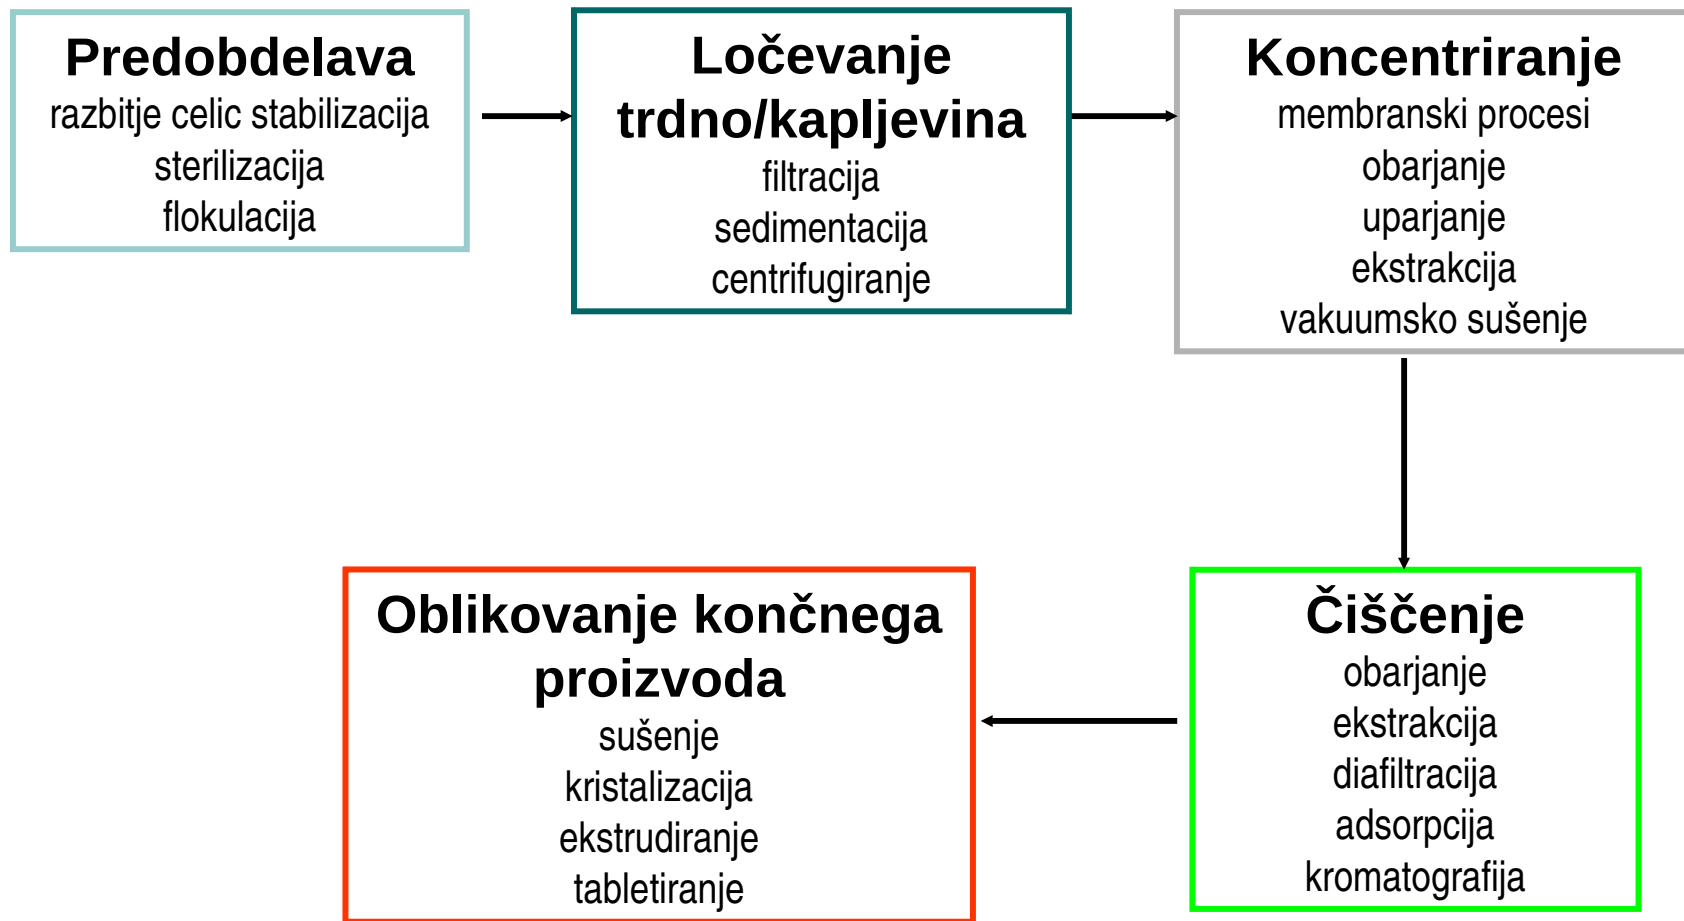 Predobdelava
razbitje celic stabilizacija
sterilizacija
flokulacija
Ločevanje
trdno/kapljevina
filtracija
sedimentacija
centrifugiranje
Koncentriranje
membranski procesi
obarjanje
uparjanje
ekstrakcija
vakuumsko sušenje
Čiščenje
obarjanje
ekstrakcija
diafiltracija
adsorpcija
kromatografija
Oblikovanje končnega
proizvoda
sušenje
kristalizacija
ekstrudiranje
tabletiranje